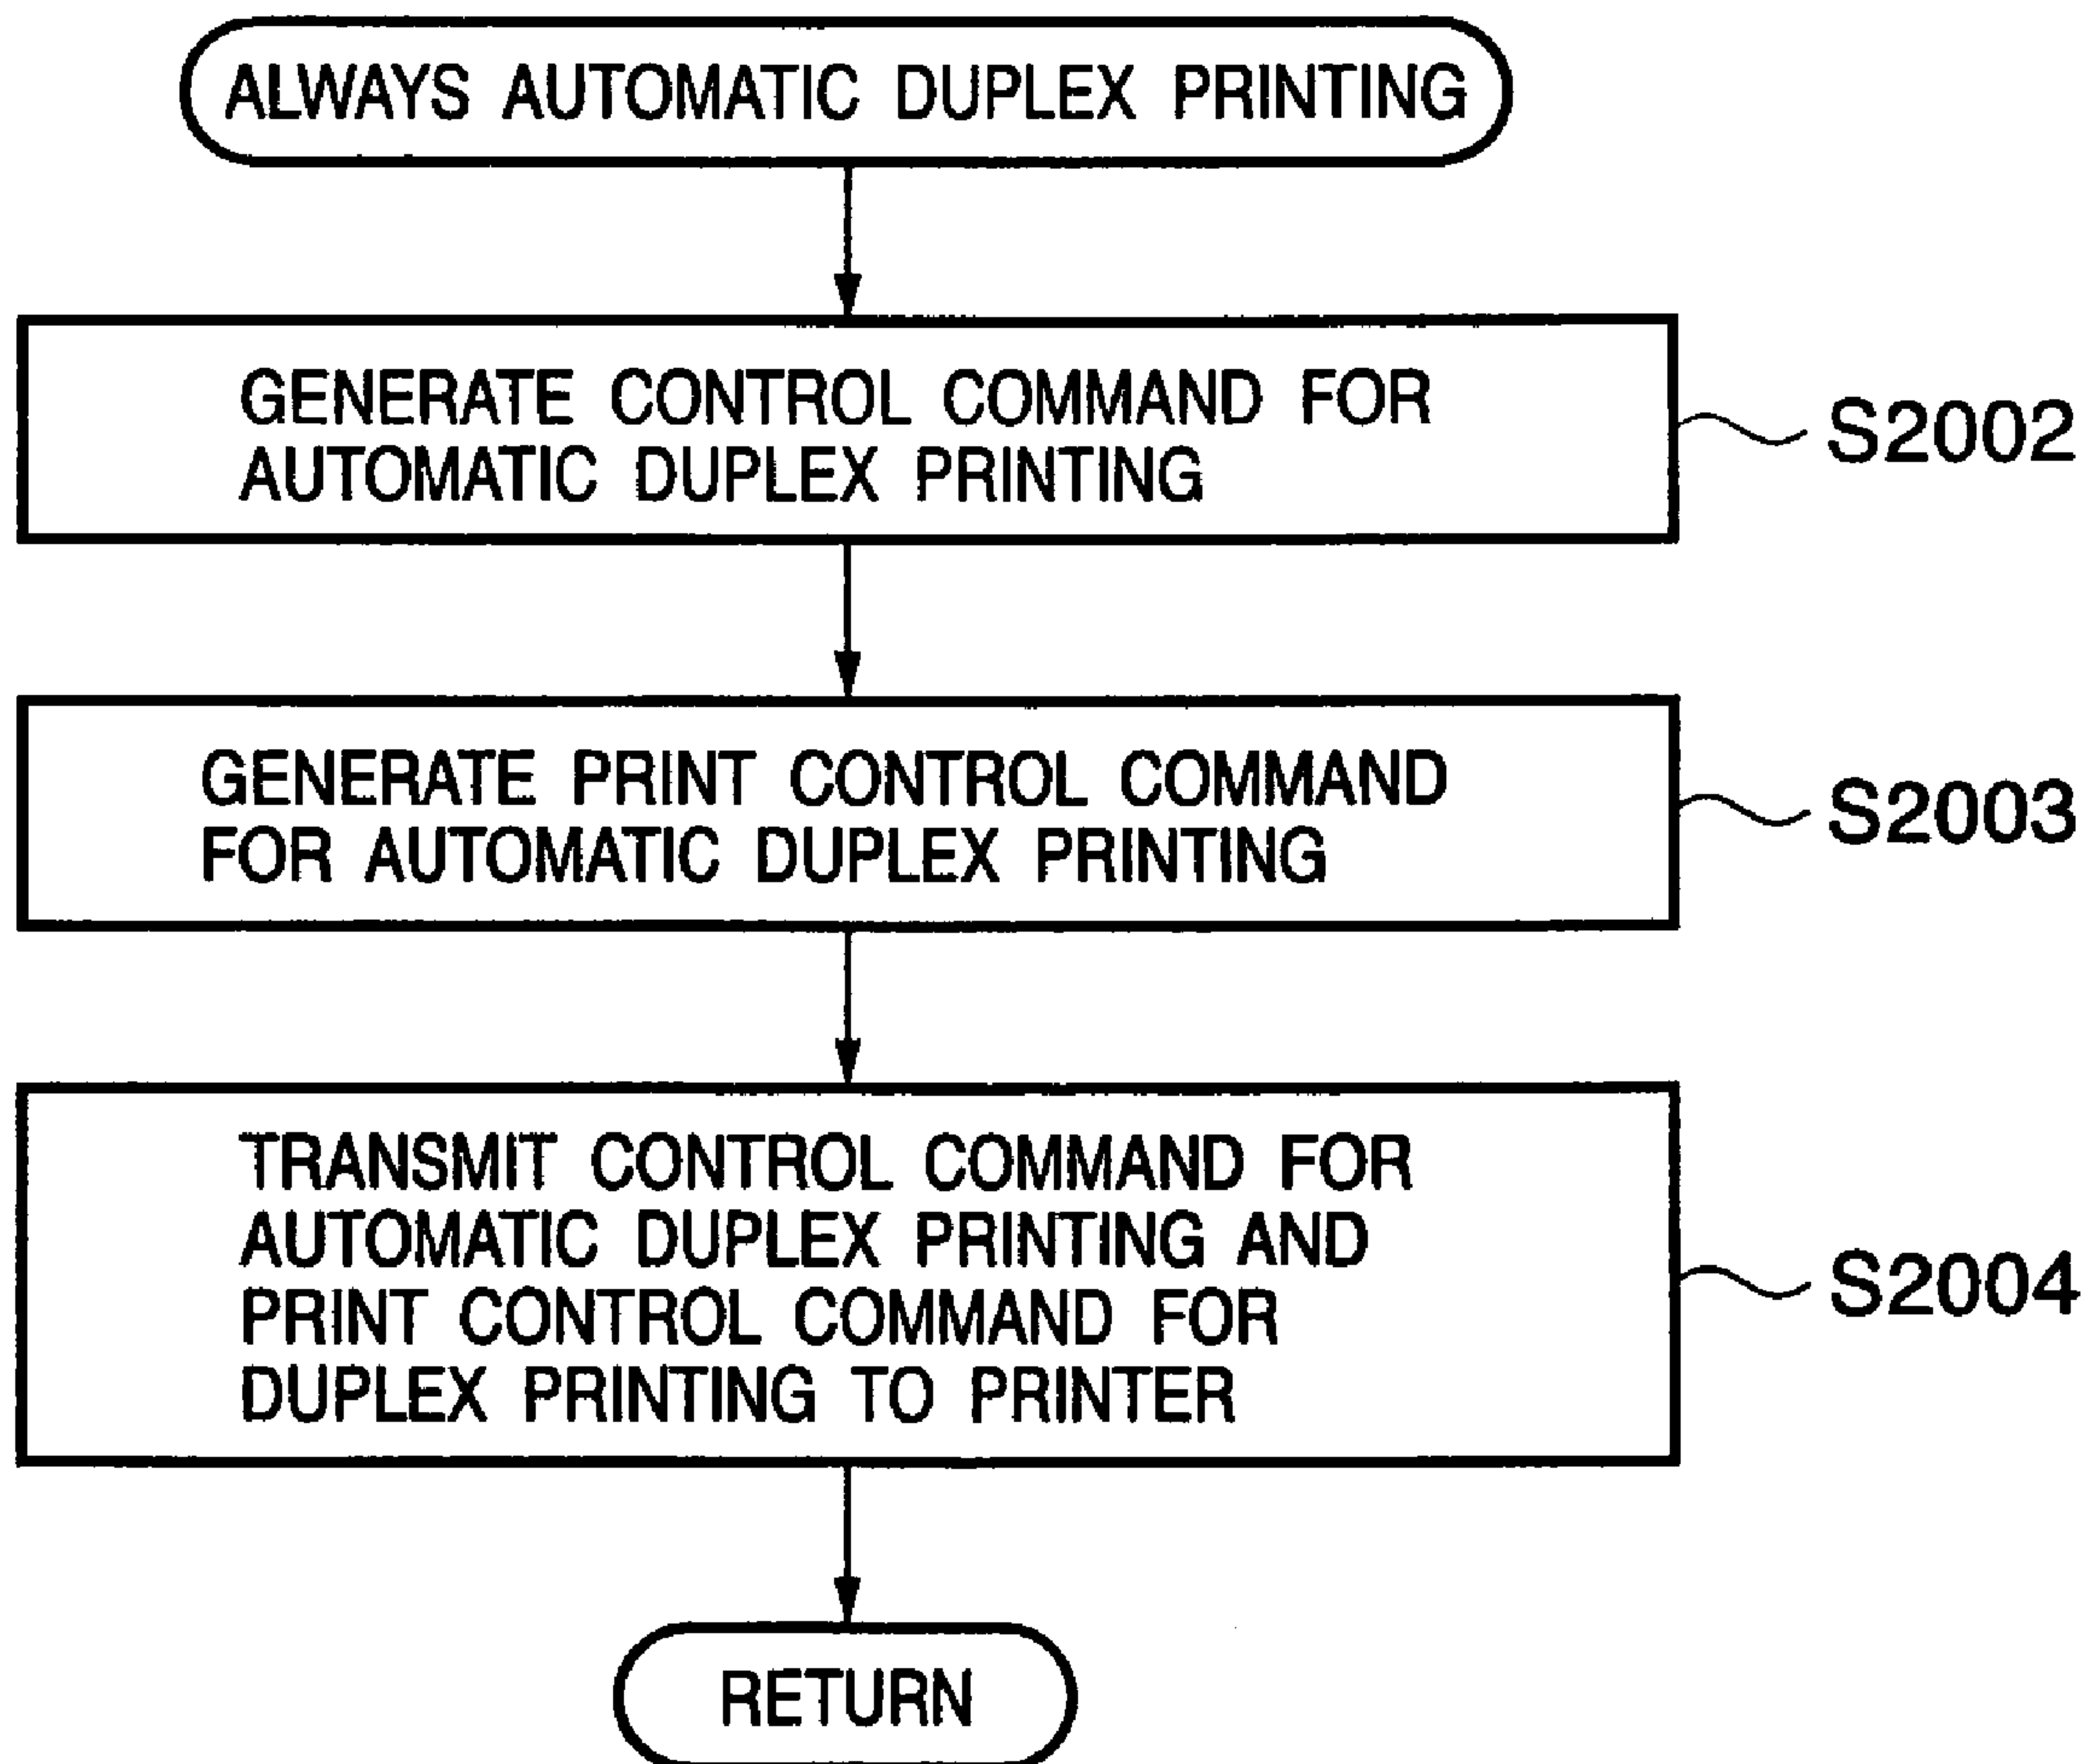 ALWAYS AUTOMATIC DUPLEX PRINTING
GENERATE CONTROL COMMAND FOR
AUTOMATIC DUPLEX PRINTING
S2002
GENERATE PRINT CONTROL COMMAND
FOR AUTOMATIC DUPLEX PRINTING
S2003
TRANSMIT CONTROL COMMAND FOR
AUTOMATIC DUPLEX PRINTING AND
PRINT CONTROL COMMAND FOR
DUPLEX PRINTING TO PRINTER
S2004
RETURN